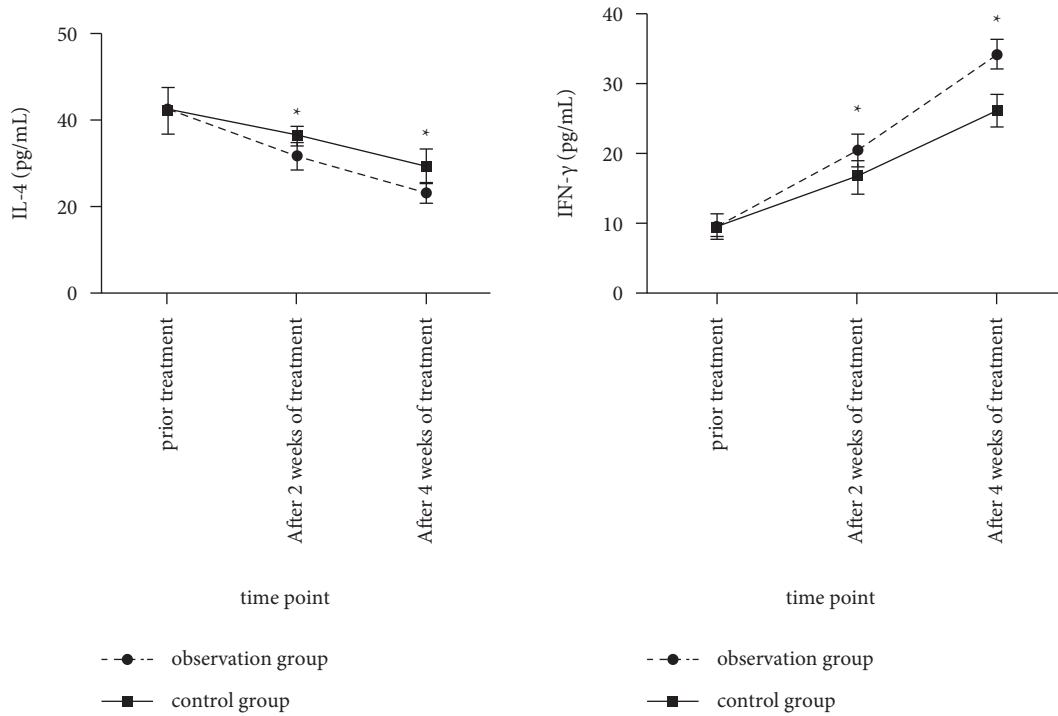 IL-4 (pg/mL)
50
40
20
0
*
*
prior treatment
After 2 weeks of treatment
After 4 weeks of treatment
time point
observation group
control group
IFN-γ (pg/mL)
40
30
20
10
0
*
*
prior treatment
After 2 weeks of treatment
After 4 weeks of treatment
time point
observation group
control group